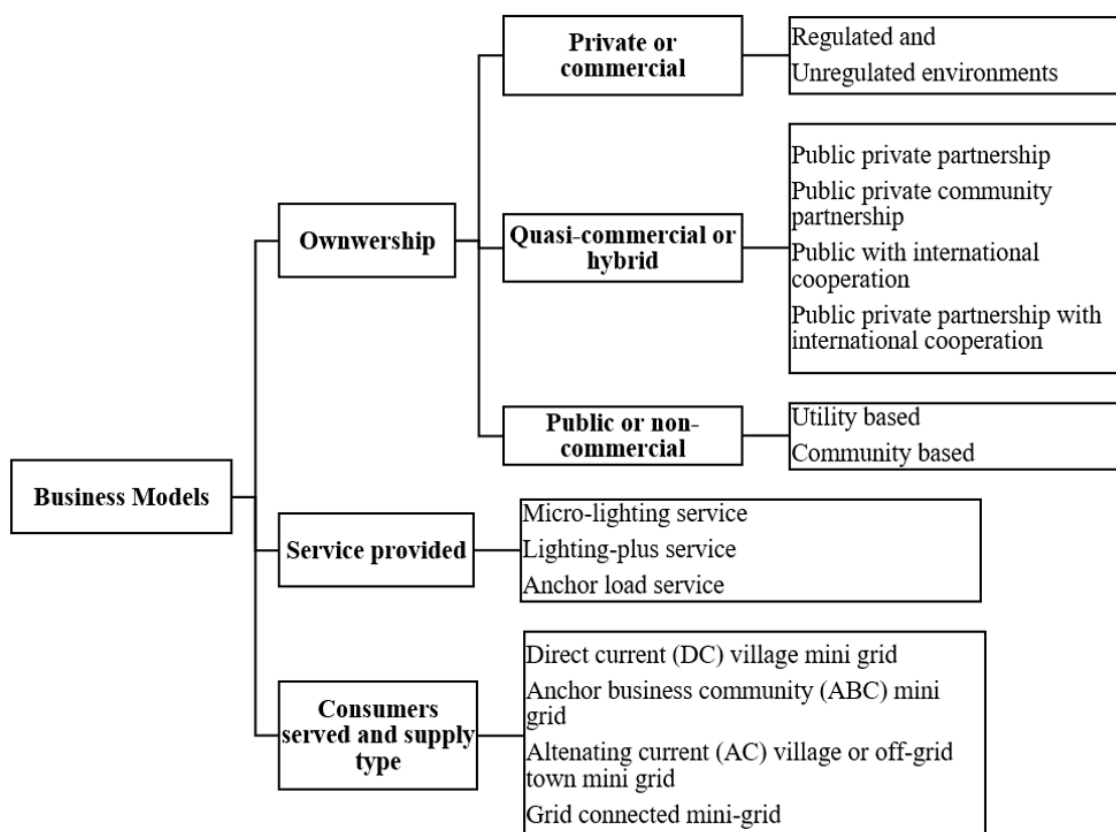 Business Models
Ownwership
Private or
commercial
Regulated and
Unregulated environments
Quasi-commercial or
hybrid
Public private partnership
Public private community
partnership
Public with international
cooperation
Public private partnership with
international cooperation
Public or non-
commercial
Utility based
Community based
Service provided
Micro-lighting service
Lighting-plus service
Anchor load service
Consumers
served and supply
type
Direct current (DC) village mini grid
Anchor business community (ABC) mini
grid
Altenating current (AC) village or off-grid
town mini grid
Grid connected mini-grid